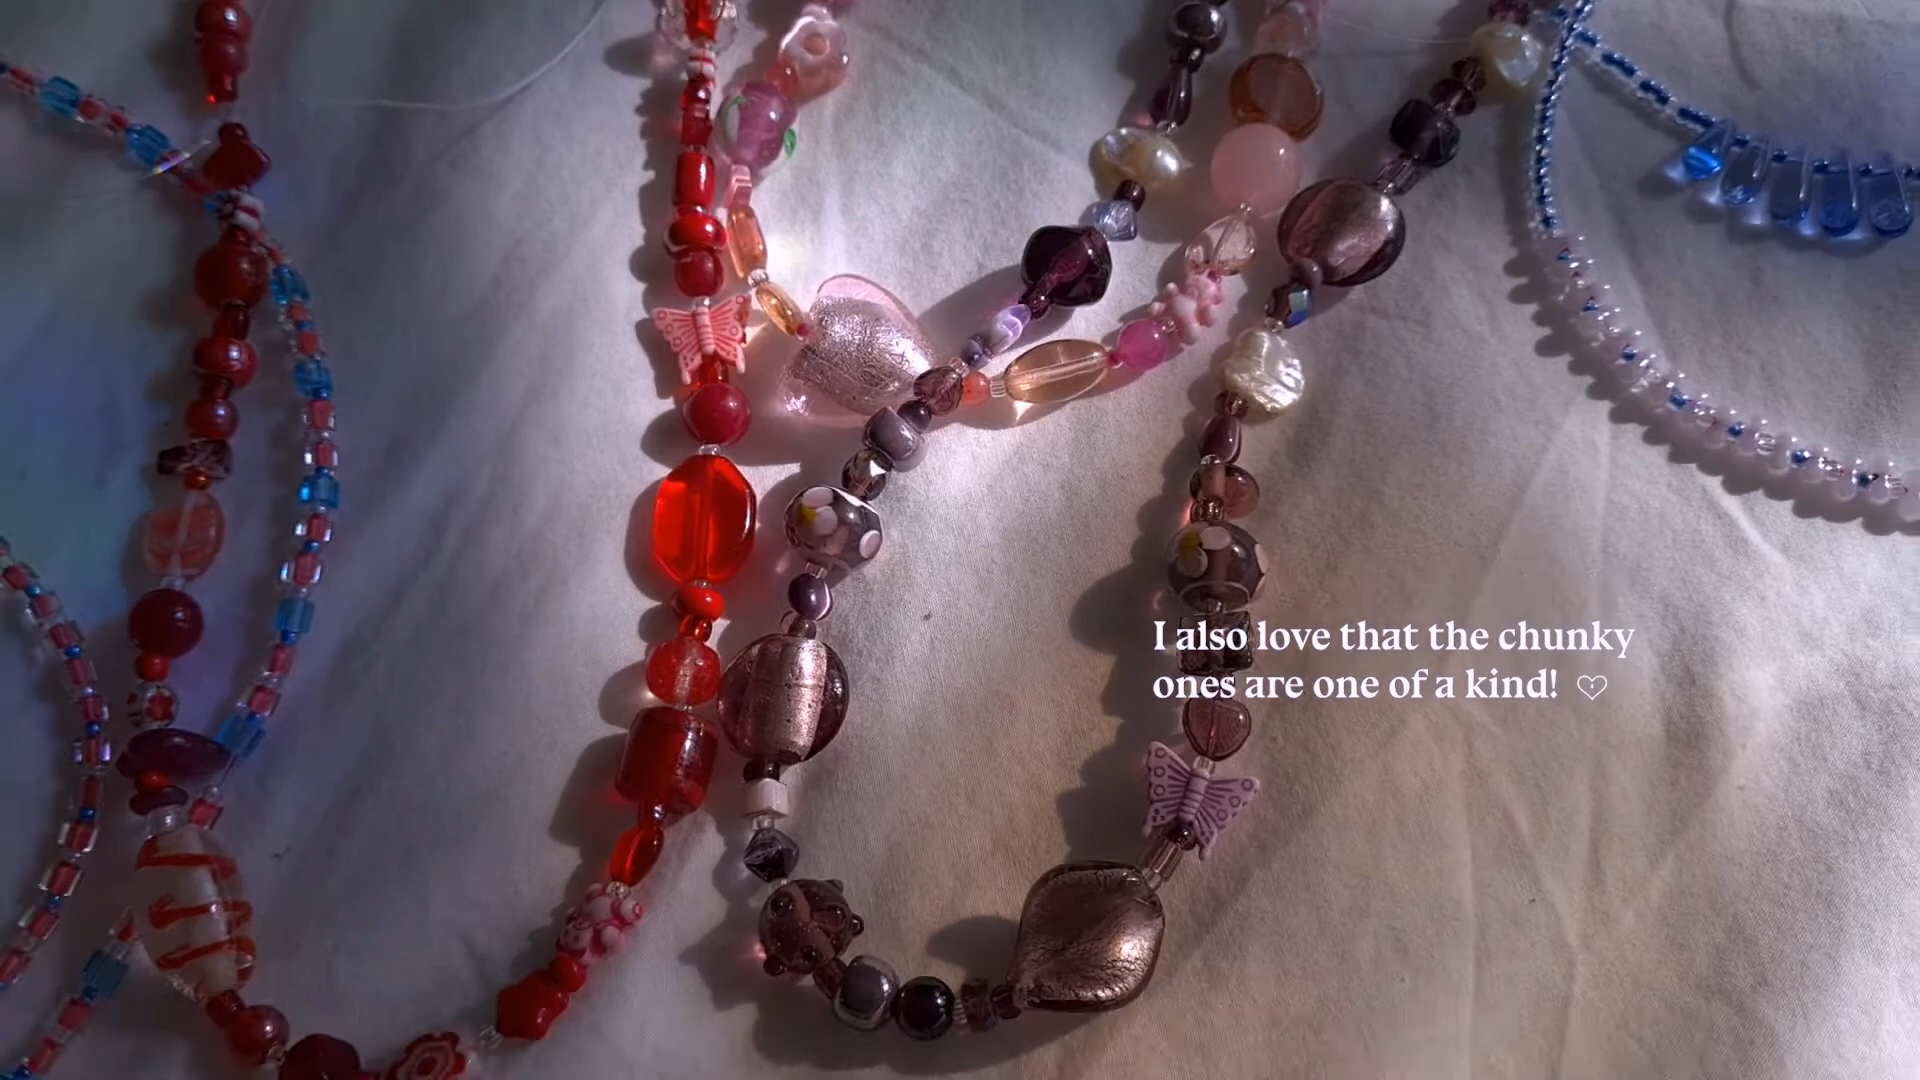 I also love that the chunky
ones are one of a kind! ♡